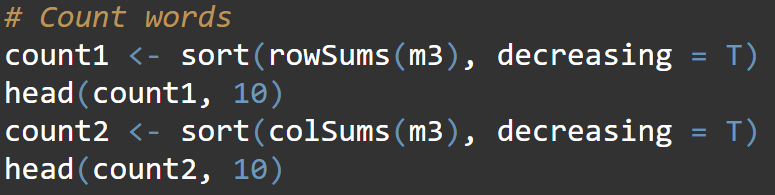 # Count words
count1 <- sort(rowSums(m3), decreasing = T)
head(count1, 10)
count2 <- sort(colSums(m3), decreasing = T)
head(count2, 10)